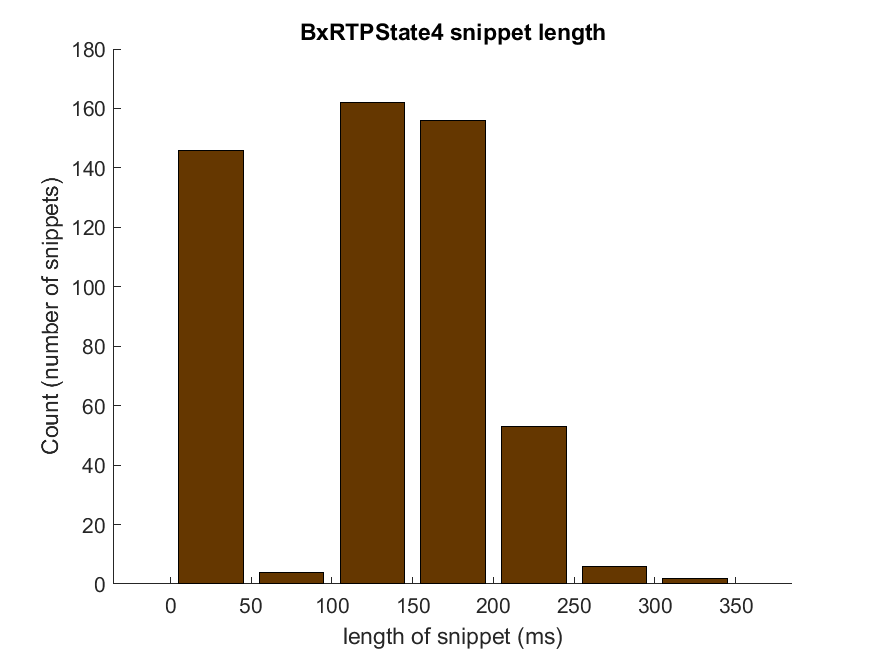 BxRTPState4 snippet length
180
160
140
120
100
80
60
40
20
0
Count (number of snippets)
0 50 100 150 200 250 300 350
length of snippet (ms)